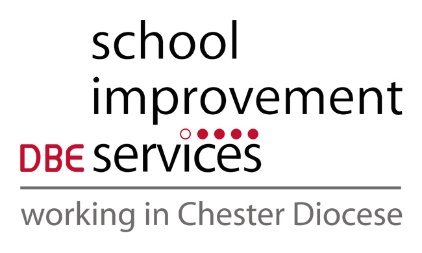 school
improvement
DBE services
working in Chester Diocese